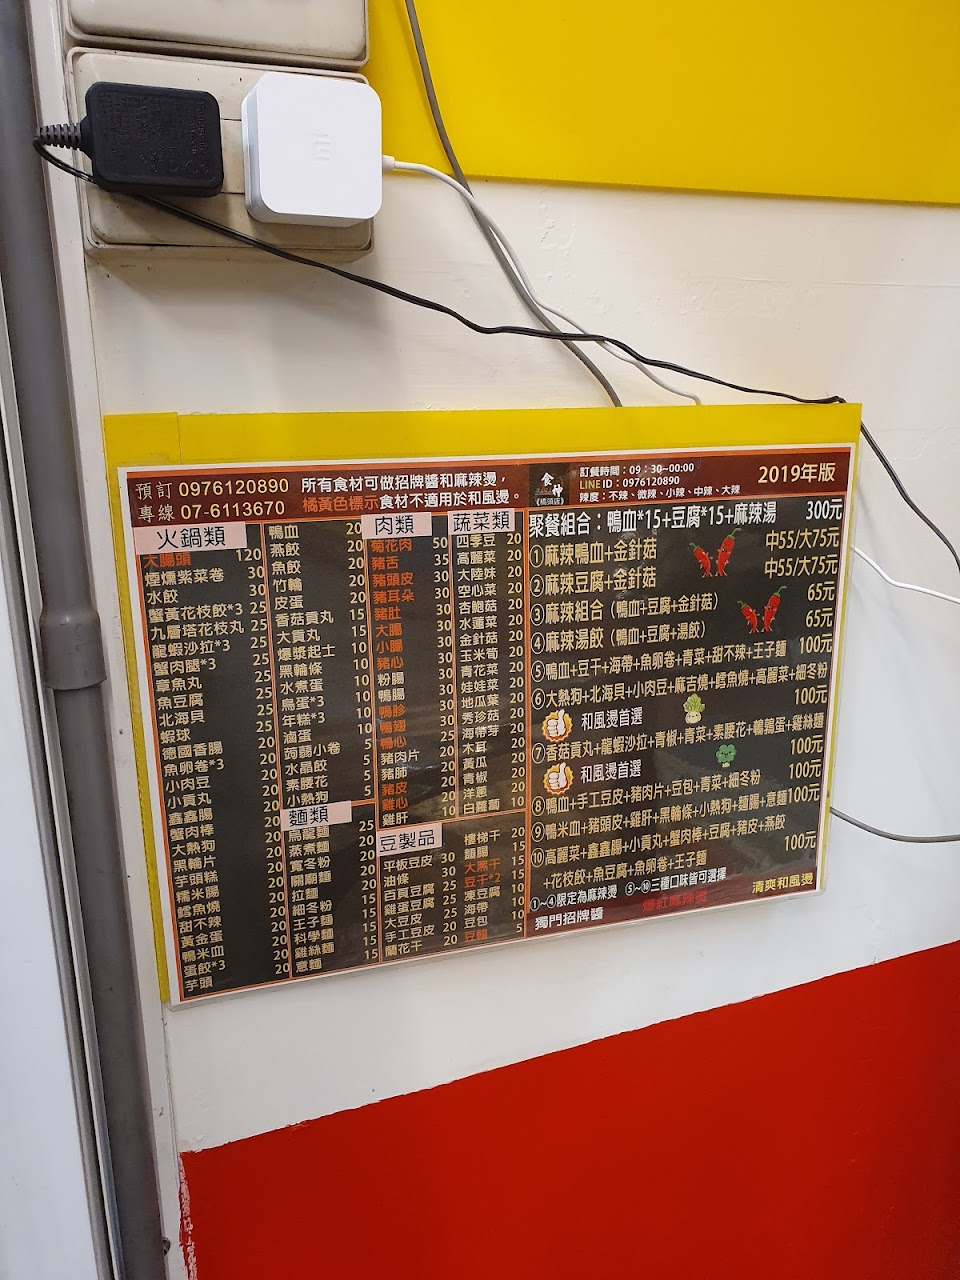 預訂 0976120890
專線 07-6113670
所有食材可做招牌醬和麻辣燙，
橘黃色標示食材不適用於和風燙。
食神
(橋頭店)
訂餐時間：09：30~00:00
LINE ID：0976120890
辣度：不辣、微辣、小辣、中辣、大辣
2019年版
火鍋類
大腸頭 120
煙燻紫菜卷 30
水餃 30
蟹黃花枝餃*3 25
九層塔花枝丸 25
龍蝦沙拉*3 25
蟹肉腿*3 25
章魚丸 25
魚豆腐 25
北海貝 25
蝦球 25
德國香腸 20
魚卵卷*3 20
小肉豆 20
小貢丸 20
鑫鑫腸 20
蟹肉棒 20
大熱狗 20
黑輪片 20
芋頭糕 20
糯米腸 20
鱈魚燒 20
甜不辣 20
黃金蛋 20
鴨米血 20
蛋餃*3 20
芋頭 20
鴨血 20
燕餃 20
魚餃 20
竹輪 20
皮蛋 20
香菇貢丸 15
大貢丸 15
爆漿起士 10
黑輪條 10
水煮蛋 10
鳥蛋*3 10
年糕*3 10
滷蛋 10
蒟蒻小卷 5
水晶餃 5
素腰花 5
小熱狗 5
麵類
烏龍麵 25
蒸煮麵 20
寬冬粉 20
關廟麵 20
拉麵 20
細冬粉 15
王子麵 15
科學麵 15
雞絲麵 15
意麵 15
肉類
菊花肉 50
豬舌 35
豬頭皮 30
豬耳朵 30
豬肚 30
大腸 30
小腸 30
豬心 30
粉腸 30
鴨腸 30
鴨胗 30
鴨翅 30
鴨心 25
豬肉片 20
豬肺 20
豬皮 20
雞心 20
雞肝 10
蔬菜類
四季豆 20
高麗菜 20
大陸妹 20
空心菜 20
杏鮑菇 20
水蓮菜 20
金針菇 20
玉米筍 20
青花菜 20
娃娃菜 20
地瓜葉 20
秀珍菇 20
海帶芽 20
木耳 20
黃瓜 20
青椒 20
洋蔥 20
白蘿蔔 10
豆製品
平板豆皮 30
油條 30
百頁豆腐 25
雞蛋豆腐 25
大豆皮 20
手工豆皮 20
蘭花干 20
樓梯干 20
麵腸 15
大黑干 15
豆干*2 15
凍豆腐 10
海帶 10
豆包 10
豆輪 5
聚餐組合：鴨血*15+豆腐*15+麻辣湯 300元
①麻辣鴨血+金針菇 中55/大75元
②麻辣豆腐+金針菇 中55/大75元
③麻辣組合（鴨血+豆腐+金針菇） 65元
④麻辣湯餃（鴨血+豆腐+湯餃） 65元
⑤鴨血+豆干+海帶+魚卵卷+青菜+甜不辣+王子麵 100元
⑥大熱狗+北海貝+小肉豆+麻吉燒+鱈魚燒+高麗菜+細冬粉
和風燙首選 100元
⑦香菇貢丸+龍蝦沙拉+青椒+青菜+素腰花+鵪鶉蛋+雞絲麵
和風燙首選 100元
⑧鴨血+手工豆皮+豬肉片+豆包+青菜+細冬粉 100元
⑨鴨米血+豬頭皮+雞肝+黑輪條+小熱狗+麵腸+意麵100元
⑩高麗菜+鑫鑫腸+小貢丸+蟹肉棒+豆腐+豬皮+燕餃
+花枝餃+魚豆腐+魚卵卷+王子麵 100元
①~④限定為麻辣燙 ⑤~⑩三種口味皆可選擇
獨門招牌醬 爆紅麻辣燙 清爽和風燙